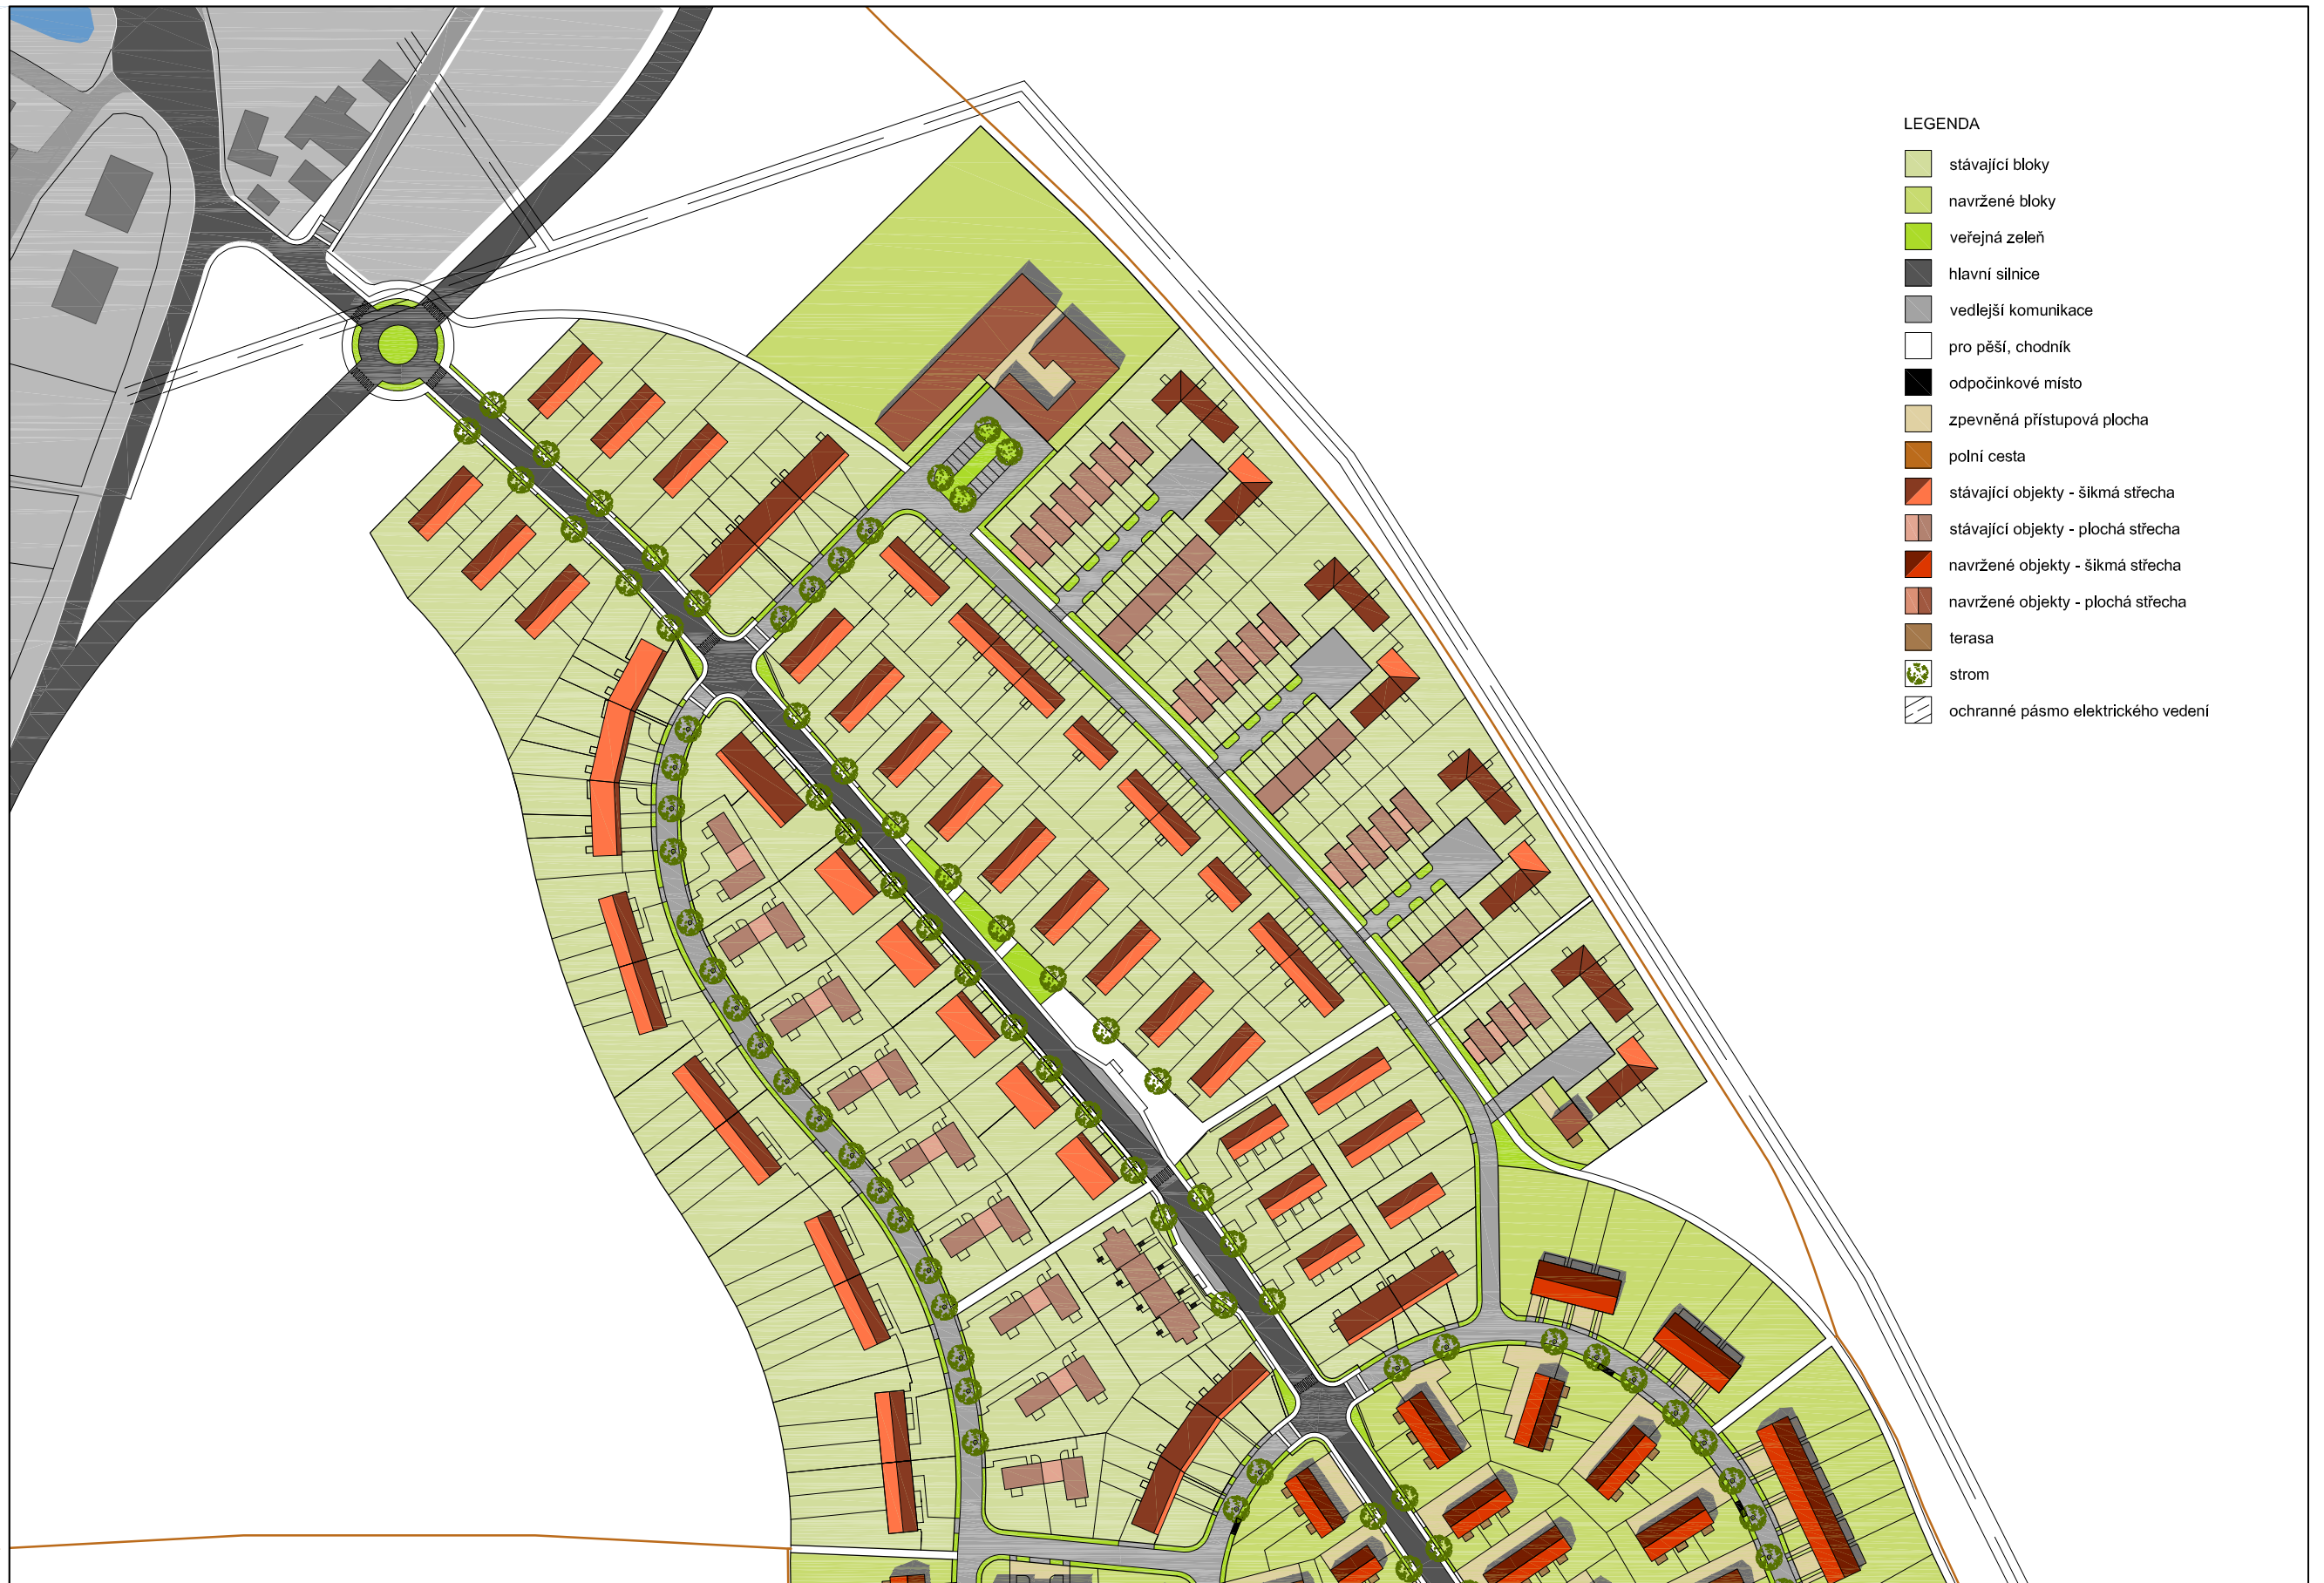 LEGENDA
stávající bloky
navržené bloky
veřejná zeleň
hlavní silnice
vedlejší komunikace
pro pěší, chodník
odpočinkové místo
zpevněná přístupová plocha
polní cesta
stávající objekty - šikmá střecha
stávající objekty - plochá střecha
navržené objekty - šikmá střecha
navržené objekty - plochá střecha
terasa
strom
ochranné pásmo elektrického vedení